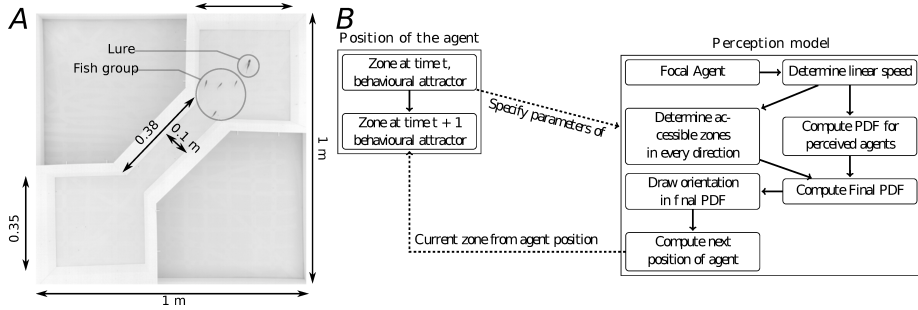 A
Lure
Fish group
0.38
0.1 m
1 m
0.35
1 m
B
Position of the agent
Zone at time t,
behavioural attractor
Zone at time t + 1
behavioural attractor
Specify parameters of
Current zone from agent position
Perception model
Focal Agent
Determine linear speed
Determine ac-
cessible zones
in every direction
Compute PDF for
perceived agents
Draw orientation
in fnal PDF
Compute Final PDF
Compute next
position of agent